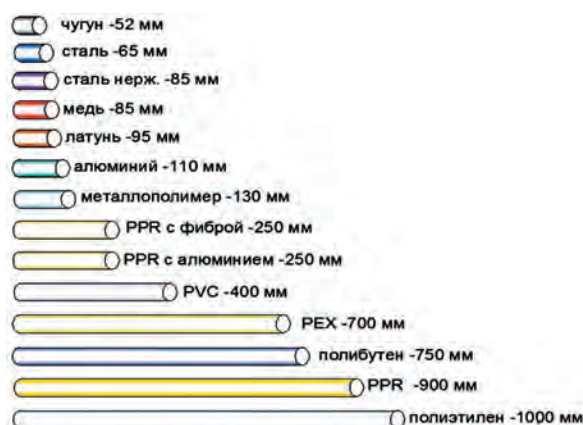 чугун -52 мм
сталь -65 мм
сталь нерж. -85 мм
медь -85 мм
латунь -95 мм
алюминий -110 мм
металлополимер -130 мм
PPR с фиброй -250 мм
PPR с алюминием -250 мм
PVC -400 мм
PEX -700 мм
полибутен -750 мм
PPR -900 мм
полиэтилен -1000 мм